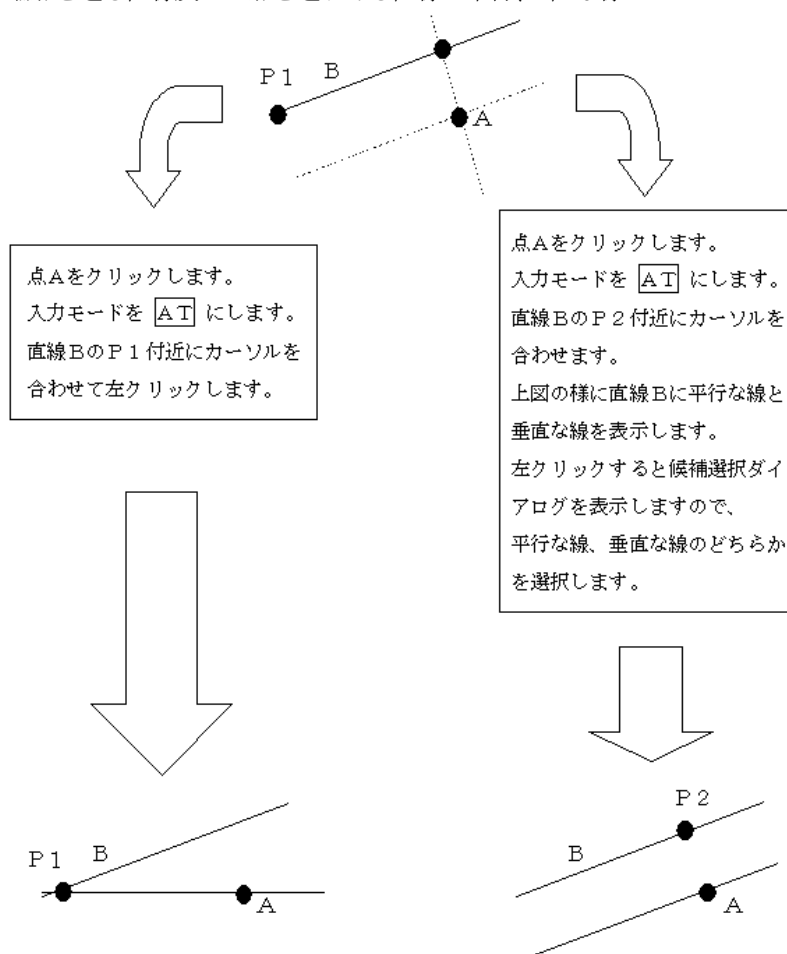 P1
B
A
点Aをクリックします。
入力モードを AT にします。
直線BのP1付近にカーソルを
合わせて左クリックします。
点Aをクリックします。
入力モードを AT にします。
直線BのP2付近にカーソルを
合わせます。
上図の様に直線Bに平行な線と
垂直な線を表示します。
左クリックすると候補選択ダイ
アログを表示しますので、
平行な線、垂直な線のどちらか
を選択します。
P1
B
A
P2
B
A